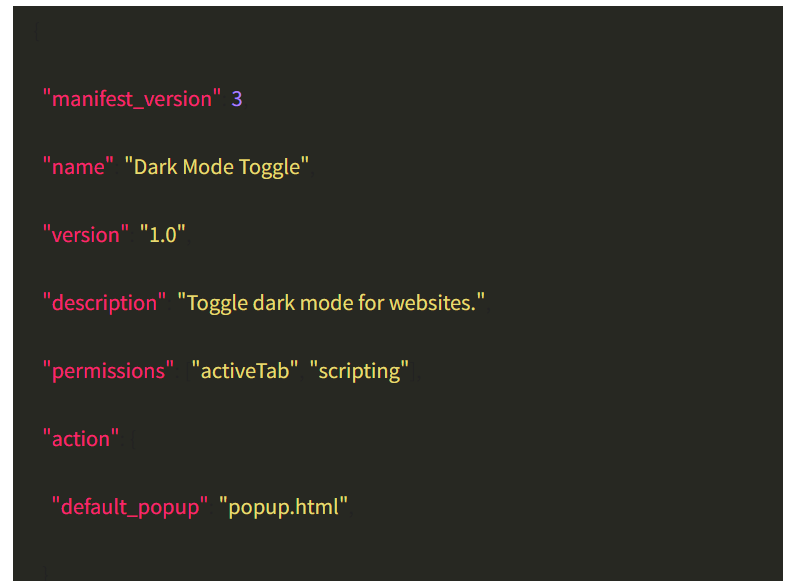 {
"manifest_version": 3,
"name": "Dark Mode Toggle",
"version": "1.0",
"description": "Toggle dark mode for websites.",
"permissions": ["activeTab", "scripting"],
"action": {
"default_popup": "popup.html",